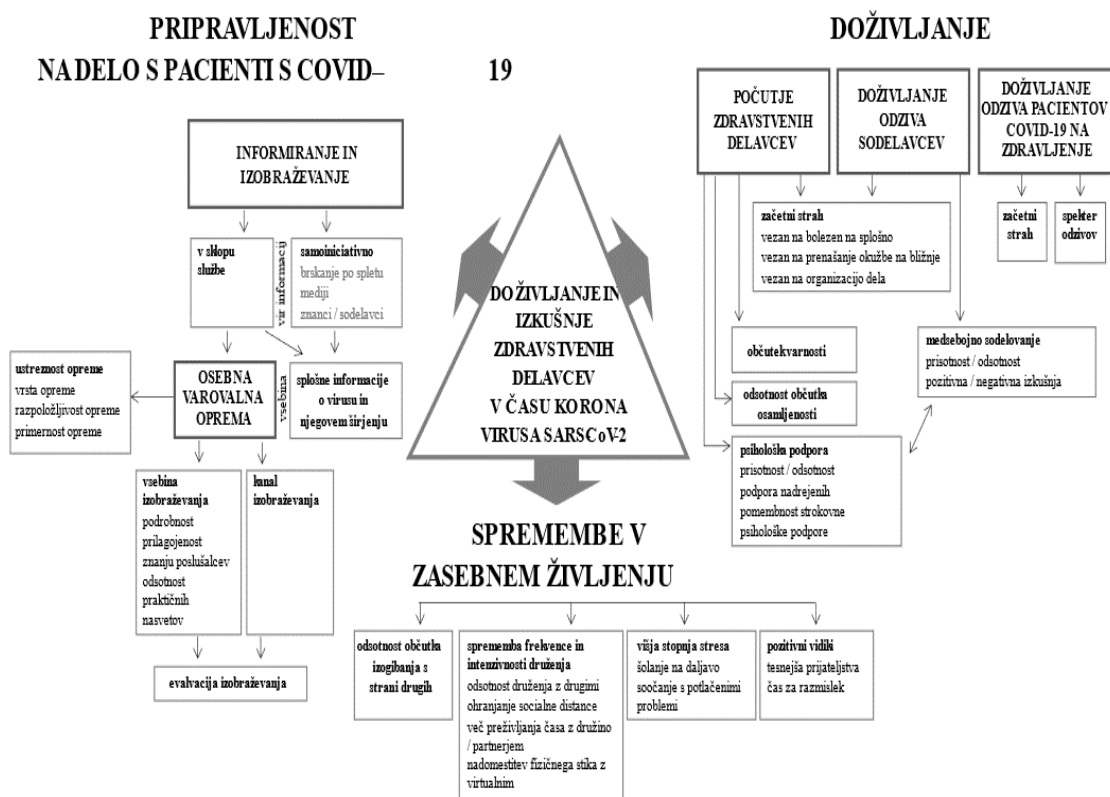 PRIPRAVLJENOST
NA DELO S PACIENTI S COVID– 19
INFORMIRANJE IN
IZOBRAŽEVANJE
v sklopu
službe
vir informacij
samoiniciativno
brskanje po spletu
mediji
znanci / sodelavci
ustreznost opreme
vrsta opreme
razpoložljivost opreme
primernost opreme
OSEBNA
VAROVALNA
OPREMA
vsebina
splošne informacije
o virusu in
njegovem širjenju
vsebina
izobraževanja
podrobnost
prilagojenost
znanju poslušalcev
odsotnost
praktičnih
nasvetov
kanal
izobraževanja
evalvacija izobraževanja
DOŽIVLJANJE IN
IZKUŠNJE
ZDRAVSTVENIH
DELAVCEV
V ČASU KORONA
VIRUSA SARSCoV-2
DOŽIVLJANJE
POČUTJE
ZDRAVSTVENIH
DELAVCEV
DOŽIVLJANJE
ODZIVA
SODELAVCEV
DOŽIVLJANJE
ODZIVA PACIENTOV
COVID-19 NA
ZDRAVLJENJE
začetni strah
vezan na bolezen na splošno
vezan na prenašanje okužbe na bližnje
vezan na organizacijo dela
začetni
strah
spekter
odzivov
občutekvarnosti
odsotnost občutka
osamljenosti
psihološka podpora
prisotnost / odsotnost
podpora nadrejenih
pomembnost strokovne
psihološke podpore
medsebojno sodelovanje
prisotnost / odsotnost
pozitivna / negativna izkušnja
SPREMEMBE V
ZASEBNEM ŽIVLJENJU
odsotnost občutka
izogibanja s
strani drugih
sprememba frekvence in
intenzivnosti druženja
odsotnost druženja z drugimi
ohranjanje socialne distance
več preživljanja časa z družino
/ partnerjem
nadomestitev fizičnega stika z
virtualnim
višja stopnja stresa
šolanje na daljavo
soočanje s potlačenimi
problemi
pozitivni vidiki
tesnejša prijateljstva
čas za razmislek